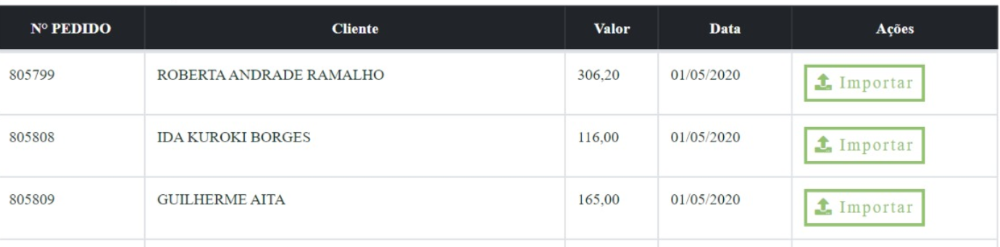 Nº PEDIDO Cliente Valor Data Ações
805799 ROBERTA ANDRADE RAMALHO 306,20 01/05/2020 Importar
805808 IDA KUROKI BORGES 116,00 01/05/2020 Importar
805809 GUILHERME AITA 165,00 01/05/2020 Importar